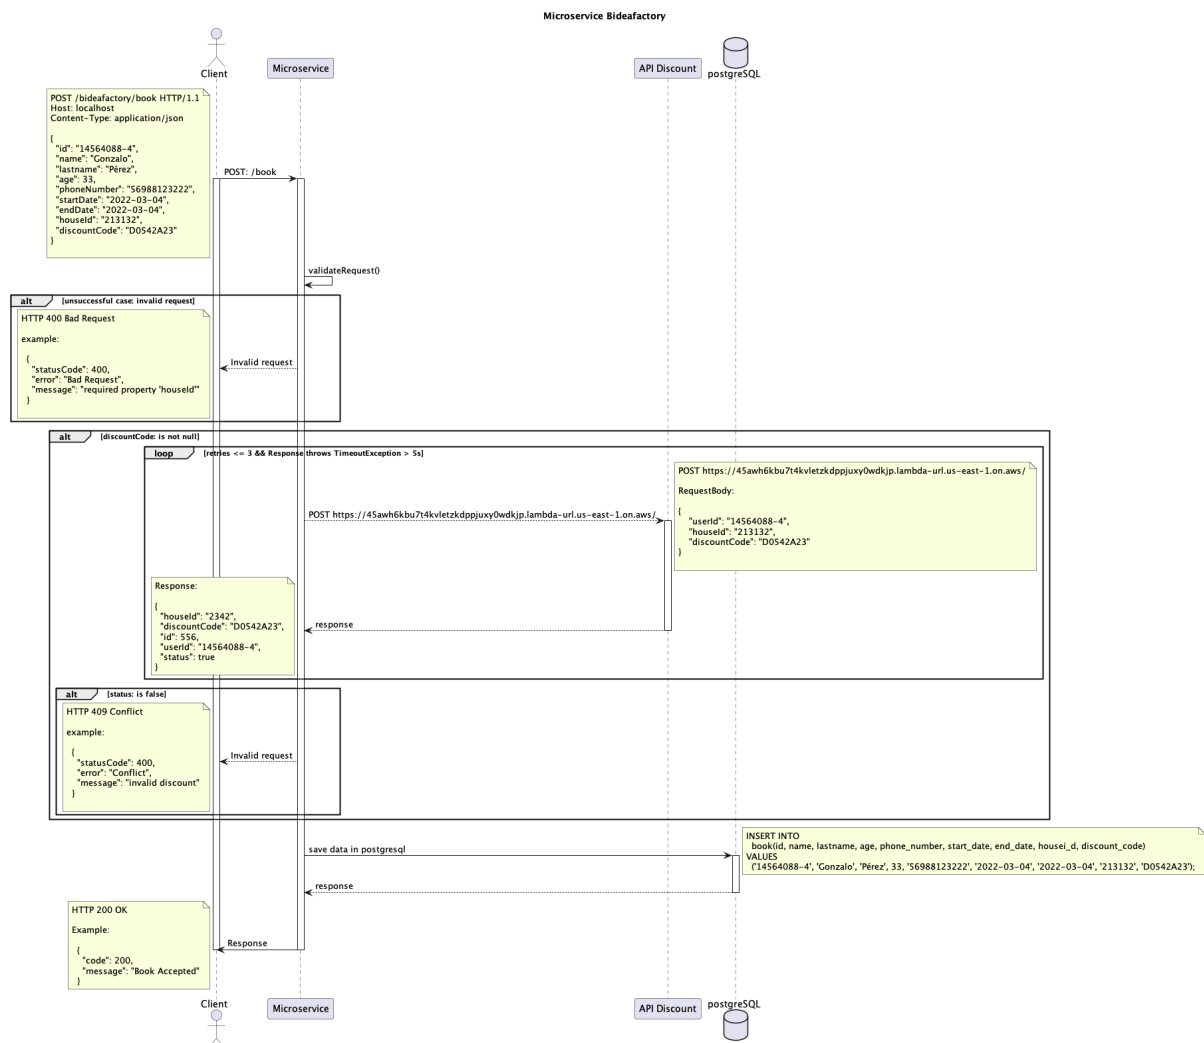 Microservice Bideafactory
Client
Microservice
API Discount
postgreSQL
POST /bideafactory/book HTTP/1.1
Host: localhost
Content-Type: application/json
{
"id": "14564088-4",
"name": "Gonzalo",
"lastname": "Pérez",
"age": 33,
"phoneNumber": "56988123222",
"startDate": "2022-03-04",
"endDate": "2022-03-04",
"houseId": "213132",
"discountCode": "D0542A23"
}
POST: /book
validateRequest()
alt [unsuccessful case: invalid request]
HTTP 400 Bad Request
example:
{
"statusCode": 400,
"error": "Bad Request",
"message": "required property 'houseId'"
}
Invalid request
alt [discountCode: is not null]
loop [retries <= 3 && Response throws TimeoutException > 5s]
POST https://45awh6kbu7t4kvletzkdppjuxy0wdkjp.lambda-url.us-east-1.on.aws/
RequestBody:
{
"userId": "14564088-4",
"houseId": "213132",
"discountCode": "D0542A23"
}
POST https://45awh6kbu7t4kvletzkdppjuxy0wdkjp.lambda-url.us-east-1.on.aws/
Response:
{
"houseId": "2342",
"discountCode": "D0542A23",
"id": 556,
"userId": "14564088-4",
"status": true
}
response
alt [status: is false]
HTTP 409 Conflict
example:
{
"statusCode": 400,
"error": "Conflict",
"message": "invalid discount"
}
Invalid request
save data in postgresql
INSERT INTO
book(id, name, lastname, age, phone_number, start_date, end_date, housei_d, discount_code)
VALUES
('14564088-4', 'Gonzalo', 'Pérez', 33, '56988123222', '2022-03-04', '2022-03-04', '213132', 'D0542A23');
response
HTTP 200 OK
Example:
{
"code": 200,
"message": "Book Accepted"
}
Response
Client
Microservice
API Discount
postgreSQL